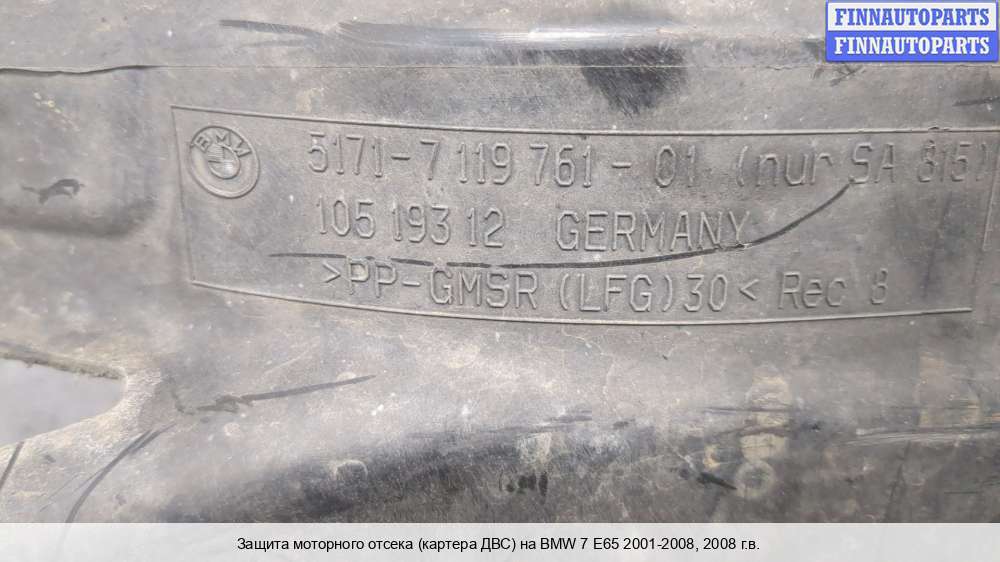 FINNAUTOPARTS
FINNAUTOPARTS
BMW
5171-7 119 761-01 (nur SA 8151)
105 193 12 GERMANY
>PP-GMSR (LFG) 30< Rec 8
Защита моторного отсека (картера ДВС) на BMW 7 E65 2001-2008, 2008 г.в.